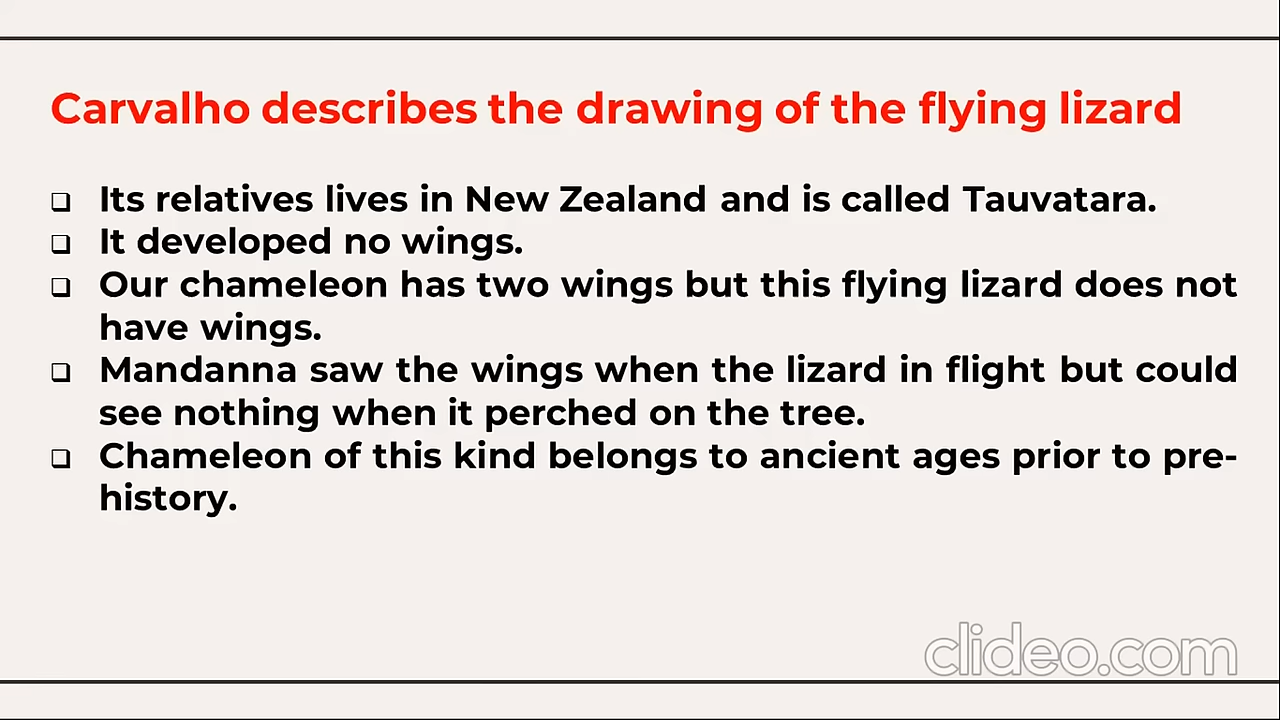 Carvalho describes the drawing of the flying lizard
❑ Its relatives lives in New Zealand and is called Tauvatara.
❑ It developed no wings.
❑ Our chameleon has two wings but this flying lizard does not
have wings.
❑ Mandanna saw the wings when the lizard in flight but could
see nothing when it perched on the tree.
❑ Chameleon of this kind belongs to ancient ages prior to pre-
history.
clideo.com